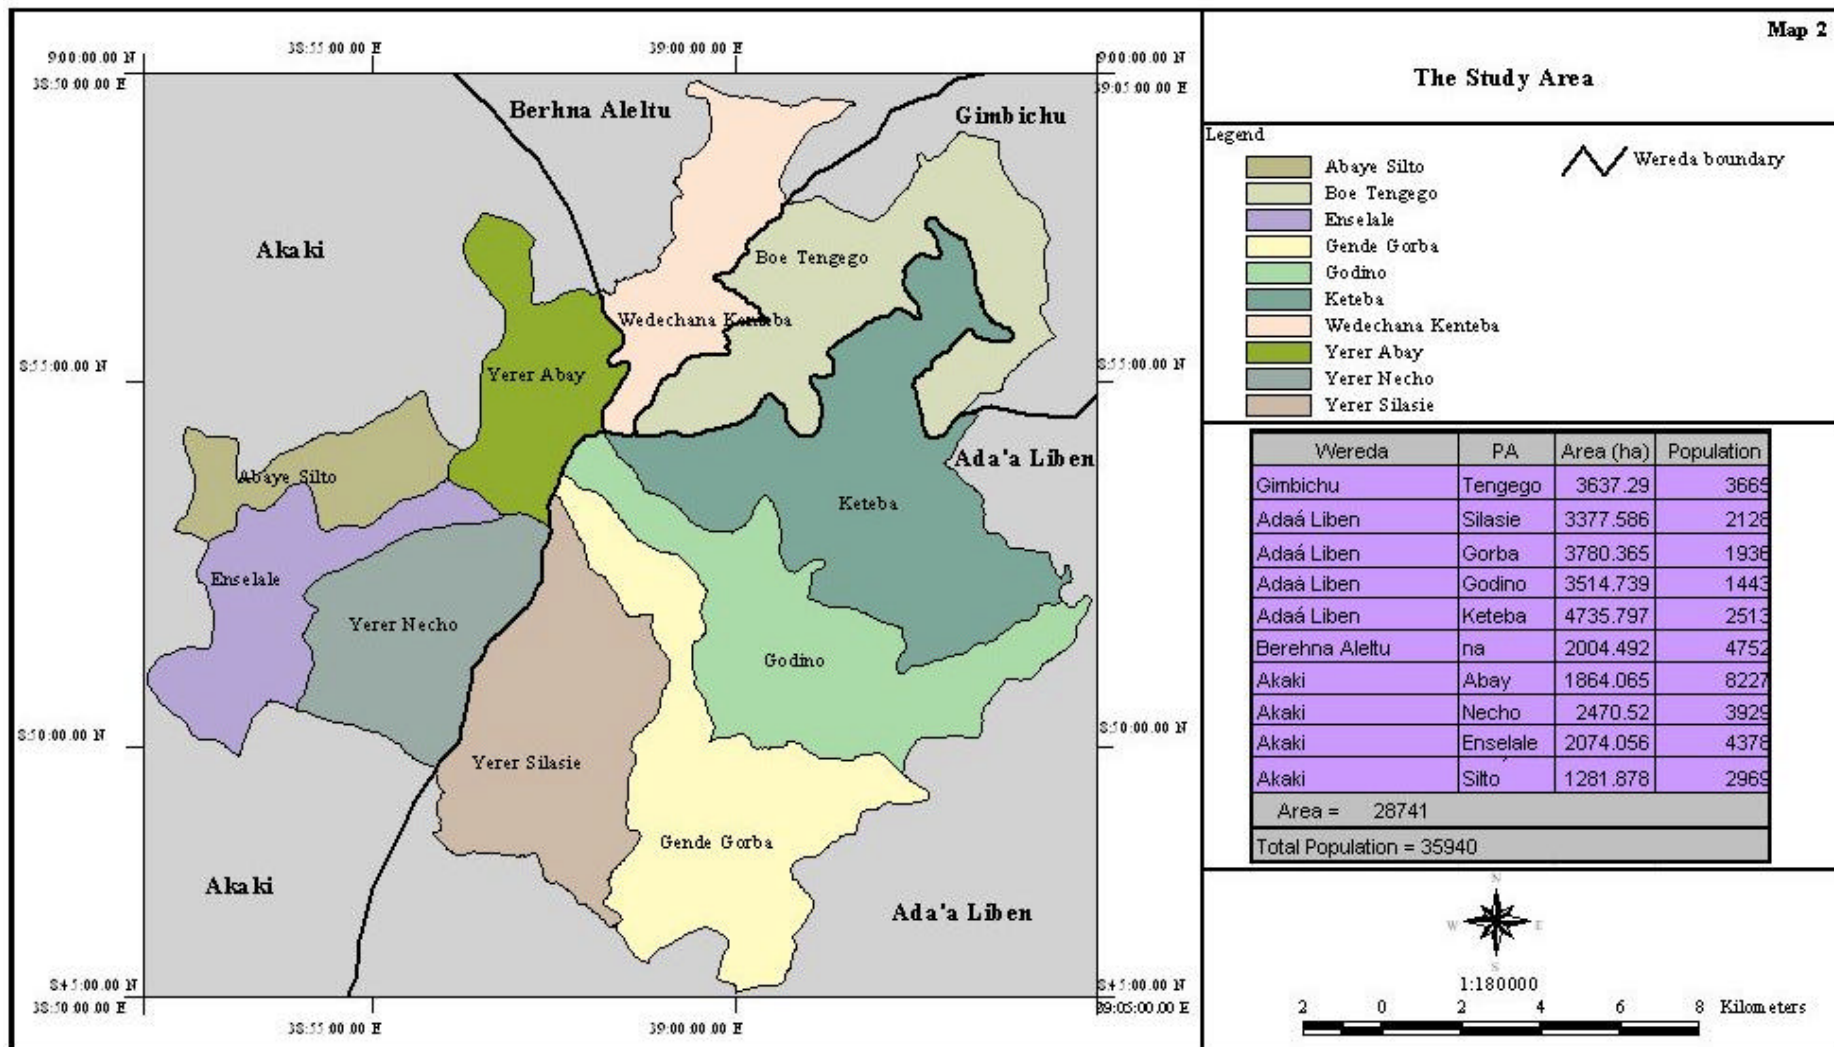 Map 2
The Study Area
Legend
Abaye Silto
Boe Tengego
Enselale
Gende Gorba
Godino
Keteba
Wedechana Kenteba
Yerer Abay
Yerer Necho
Yerer Silasie
Wereda boundary
38:55:00.00 E
39:00:00.00 E
9:00:00.00 N
38:50:00.00 E
9:00:00.00 N
39:05:00.00 E
Berhna Aleltu
Gimbichu
Akaki
Boe Tengego
Wedechana Kenteba
8:55:00.00 N
8:55:00.00 N
Yerer Abay
Ada'a Liben
Abaye Silto
Keteba
Enselale
Yerer Necho
Godino
8:50:00.00 N
8:50:00.00 N
Yerer Silasie
Gende Gorba
Akaki
Ada'a Liben
8:45:00.00 N
38:50:00.00 E
8:45:00.00 N
39:05:00.00 E
38:55:00.00 E
39:00:00.00 E
Wereda PA Area (ha) Population
Gimbichu Tengego 3637.29 3665
Adaá Liben Silasie 3377.586 2128
Adaá Liben Gorba 3780.365 1936
Adaá Liben Godino 3514.739 1443
Adaá Liben Keteba 4735.797 2513
Berehna Aleltu na 2004.492 4752
Akaki Abay 1864.065 8227
Akaki Necho 2470.52 3929
Akaki Enselale 2074.056 4378
Akaki Silto 1281.878 2969
Area = 28741
Total Population = 35940
N
W E
S
1:180000
2 0 2 4 6 8 Kilometers